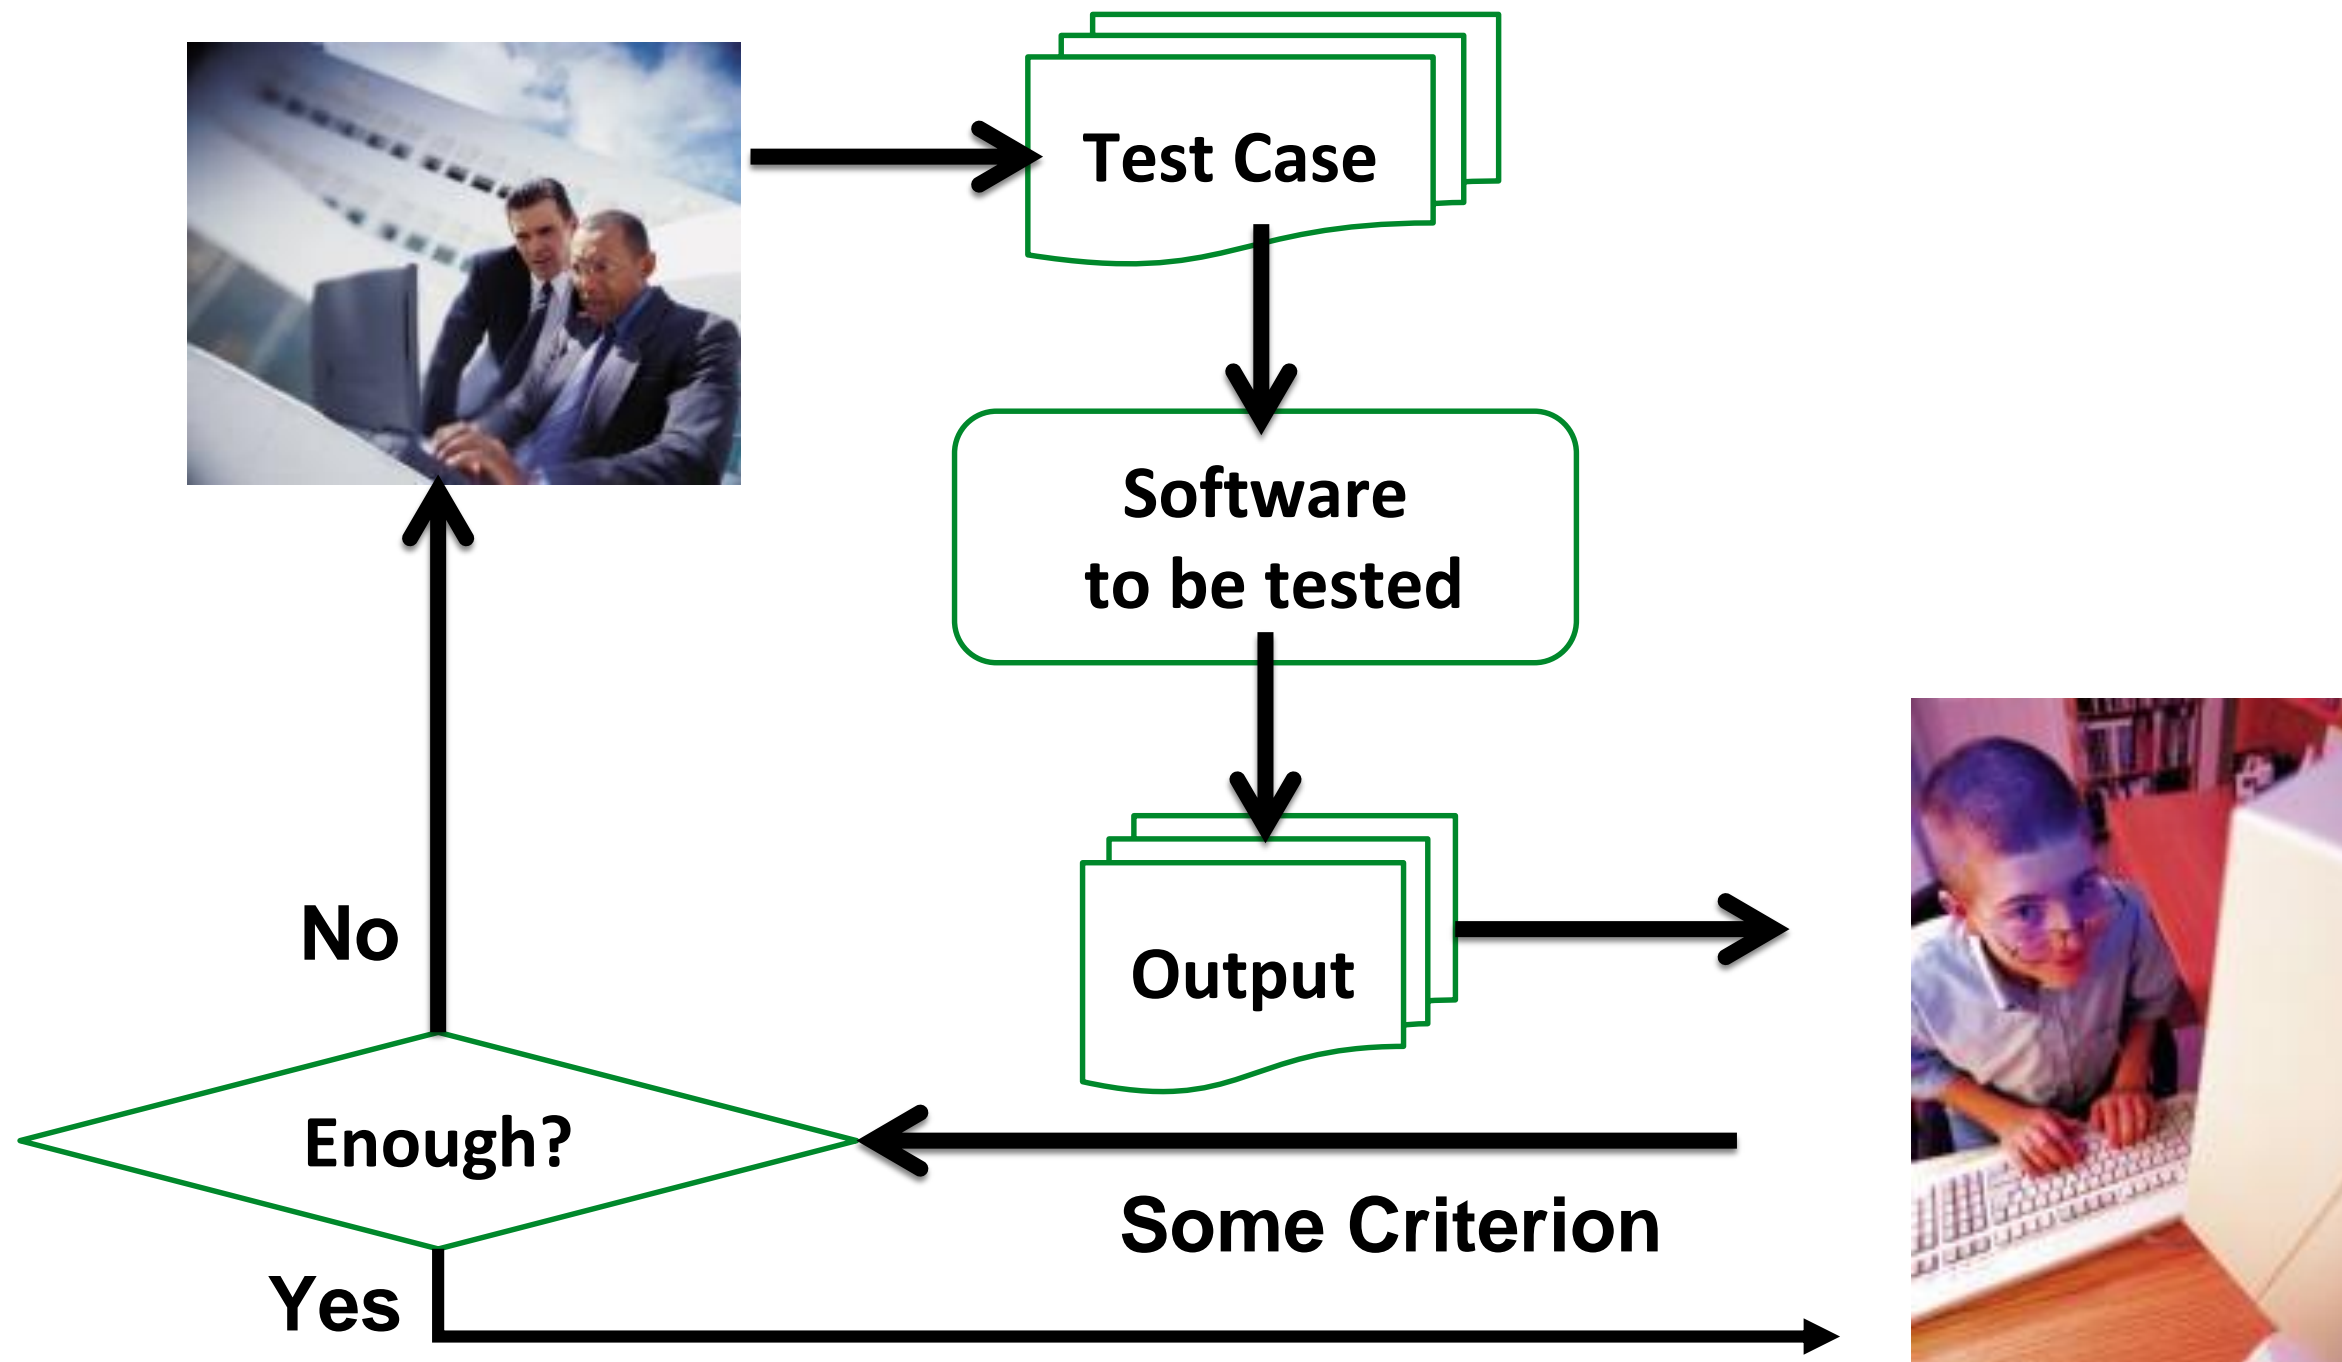 Test Case
Software
to be tested
No
Output
Enough?
Some Criterion
Yes